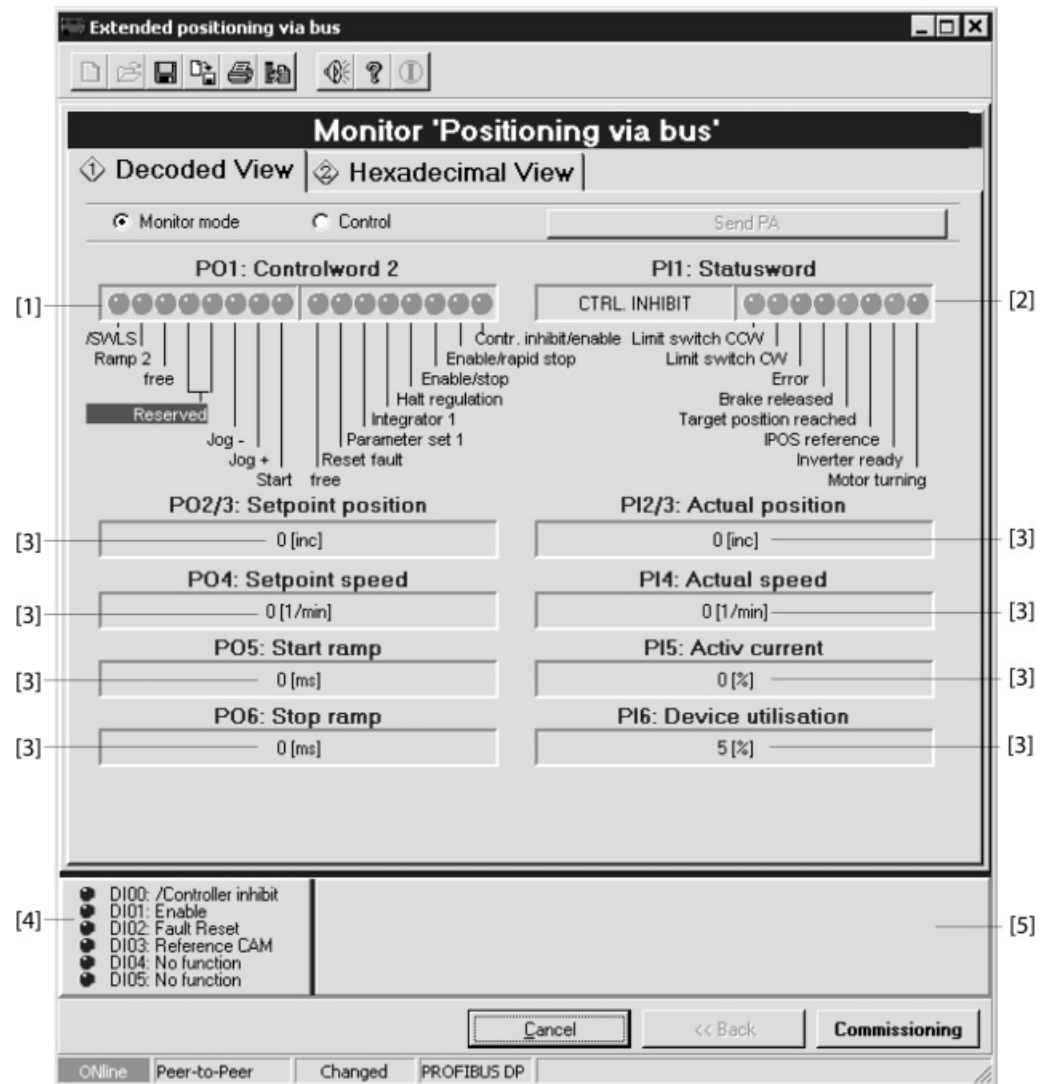 Extended positioning via bus
Monitor 'Positioning via bus'
1 Decoded View
2 Hexadecimal View
Monitor mode
Control
Send PA
PO1: Controlword 2
PI1: Statusword
[1]
CTRL. INHIBIT
[2]
/SWLS
Ramp 2
free
Reserved
Jog -
Jog +
Start
free
Reset fault
Parameter set 1
Integrator 1
Halt regulation
Enable/stop
Enable/rapid stop
Contr. inhibit/enable
Limit switch CCW
Limit switch CW
Error
Brake released
Target position reached
IPOS reference
Inverter ready
Motor turning
PO2/3: Setpoint position
PI2/3: Actual position
[3]
0 [inc]
0 [inc]
[3]
PO4: Setpoint speed
PI4: Actual speed
[3]
0 [1/min]
0 [1/min]
[3]
PO5: Start ramp
PI5: Activ current
[3]
0 [ms]
0 [%]
[3]
PO6: Stop ramp
PI6: Device utilisation
[3]
0 [ms]
5 [%]
[3]
[4]
DI00: /Controller inhibit
DI01: Enable
DI02: Fault Reset
DI03: Reference CAM
DI04: No function
DI05: No function
[5]
Cancel
<< Back
Commissioning
ONline
Peer-to-Peer
Changed
PROFIBUS DP